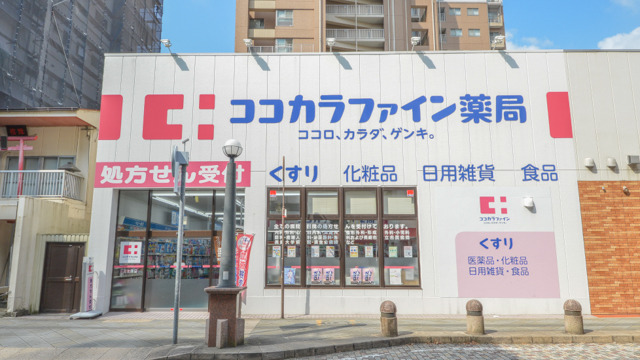 ココカラファイン薬局
ココロ、カラダ、ゲンキ。
処方せん受付
くすり 化粧品 日用雑貨 食品
ココカラファイン
くすり
医薬品・化粧品
日用雑貨・食品